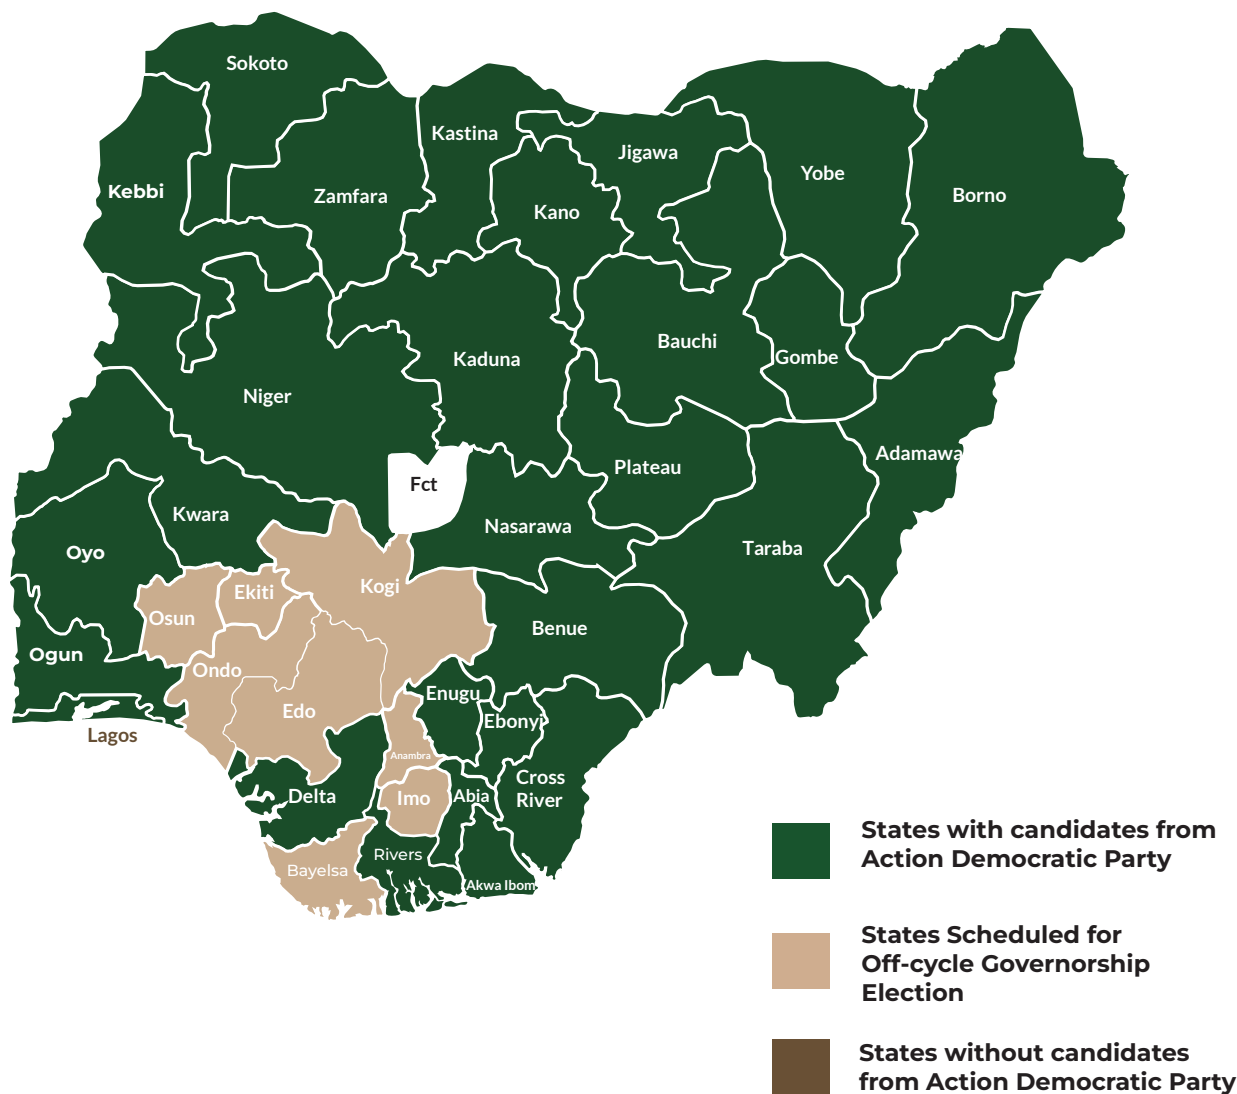 Sokoto
Kastina
Jigawa
Yobe
Borno
Kebbi
Zamfara
Kano
Bauchi
Gombe
Kaduna
Niger
Adamawa
Plateau
Fct
Kwara
Nasarawa
Taraba
Oyo
Kogi
Ekiti
Osun
Benue
Ogun
Ondo
Enugu
Edo
Ebonyi
Lagos
Anambra
Cross
River
Delta
Imo
Abia
Rivers
Bayelsa
Akwa Ibom
States with candidates from
Action Democratic Party
States Scheduled for
Off-cycle Governorship
Election
States without candidates
from Action Democratic Party